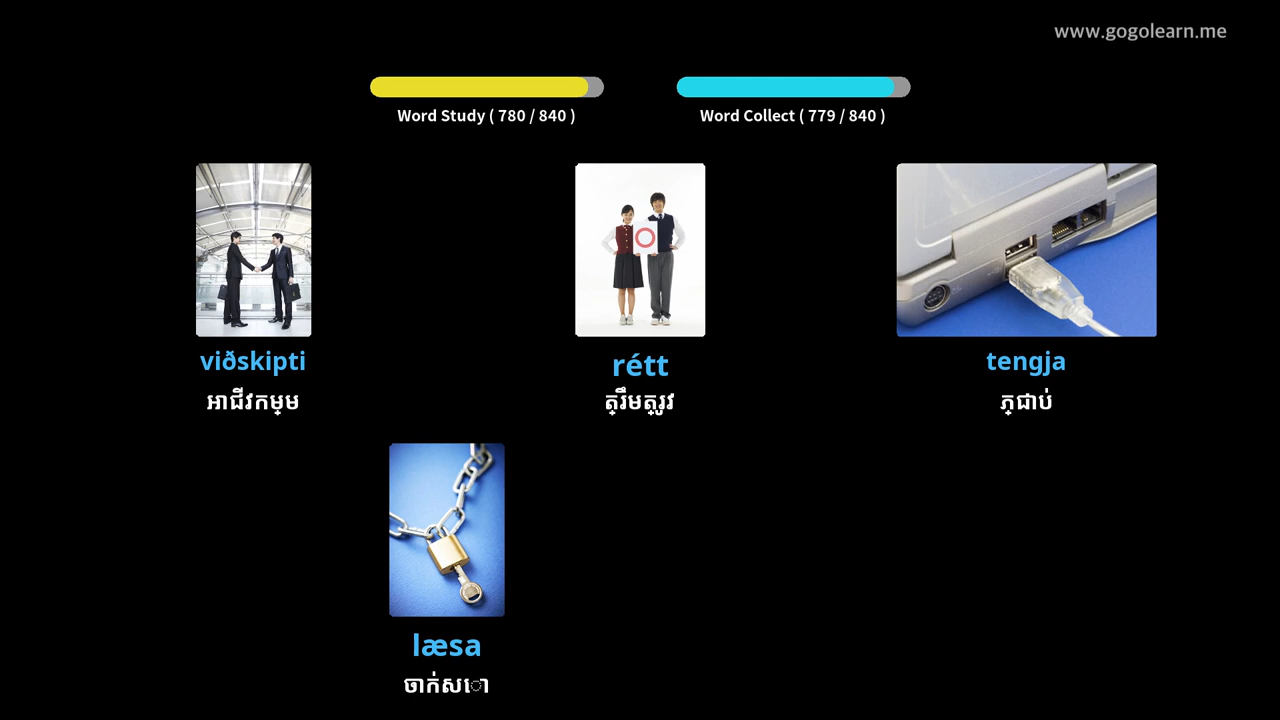 www.gogolearn.me
Word Study ( 780 / 840 )
Word Collect ( 779 / 840 )
viðskipti
អាជីវកម្ម
rétt
ត្រឹមត្រូវ
tengja
ភ្ជាប់
læsa
ចាក់សោ